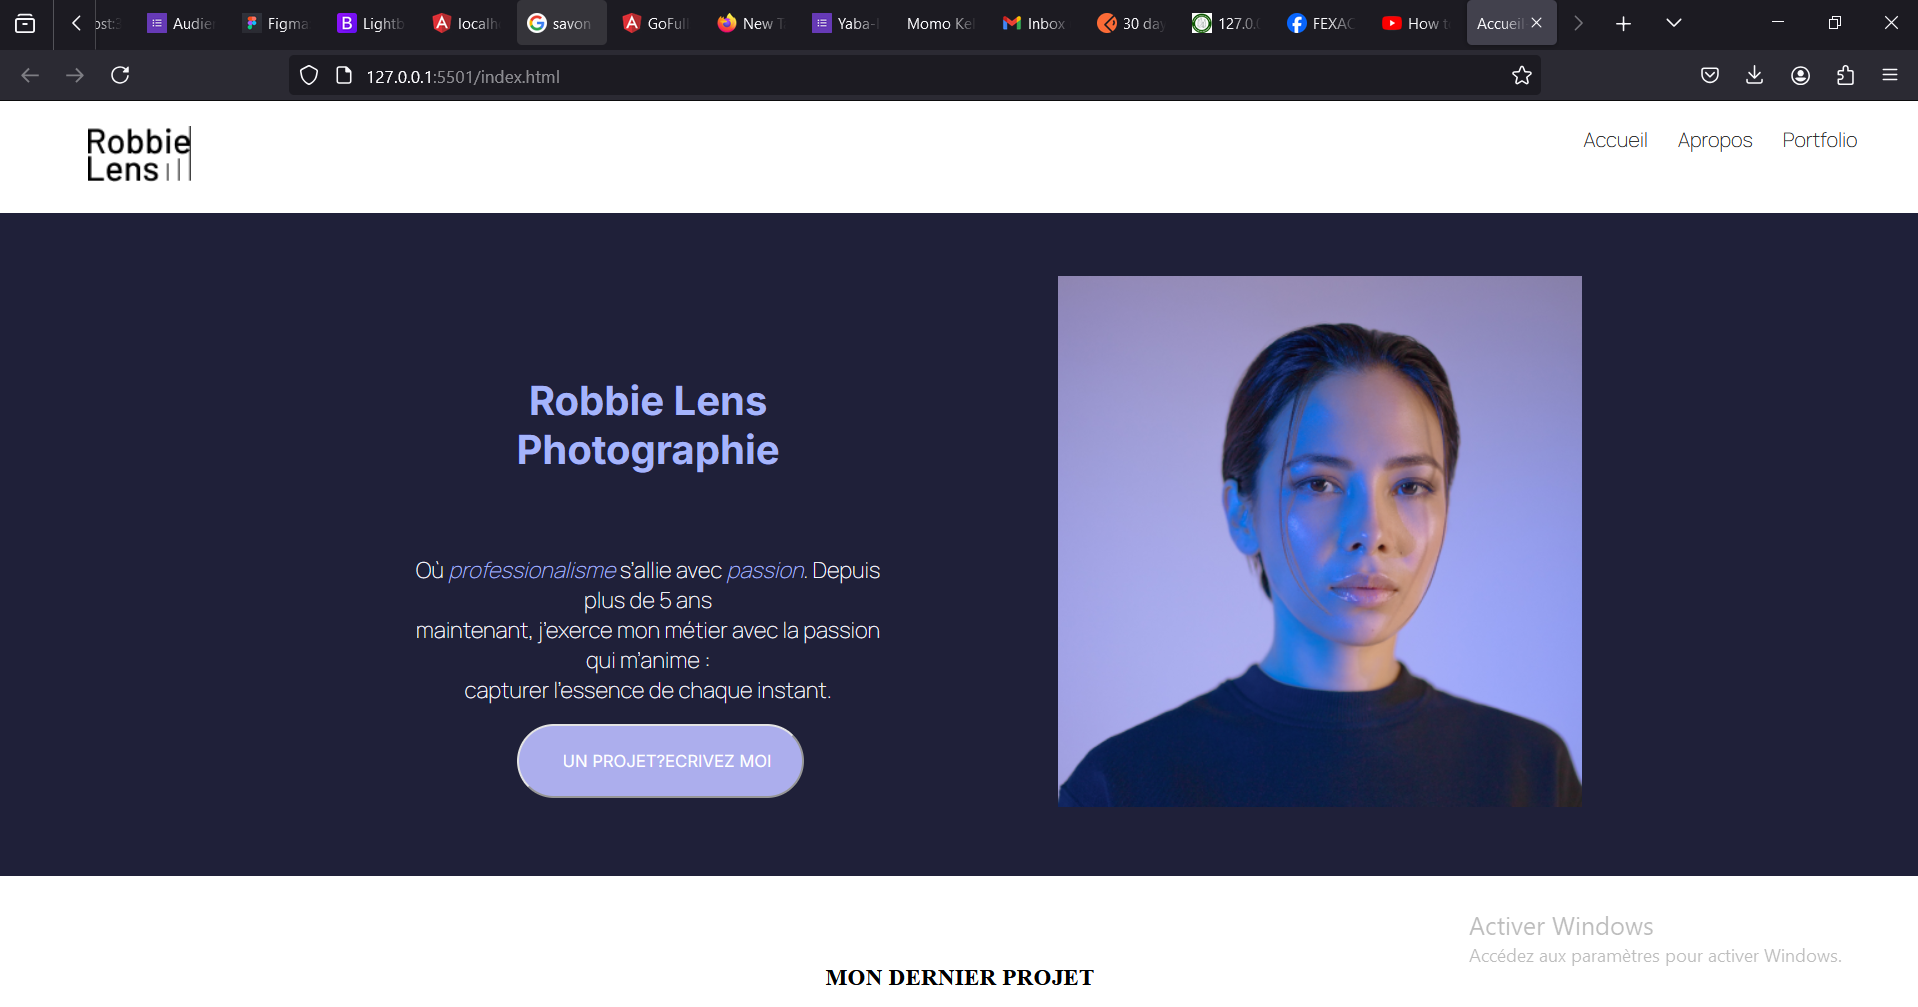 Audie
Figma
Lightb
localh
savon
GoFull
New T
Yaba-
Momo Kel
Inbox
30 day
127.0.
FEXAC
How t
Accueil
127.0.0.1:5501/index.html
Robbie
Lens
Accueil Apropos Portfolio
Robbie Lens
Photographie
Où professionalisme s'allie avec passion. Depuis
plus de 5 ans
maintenant, j'exerce mon métier avec la passion
qui m'anime :
capturer l'essence de chaque instant.
UN PROJET?ECRIVEZ MOI
Activer Windows
Accédez aux paramètres pour activer Windows.
MON DERNIER PROJET